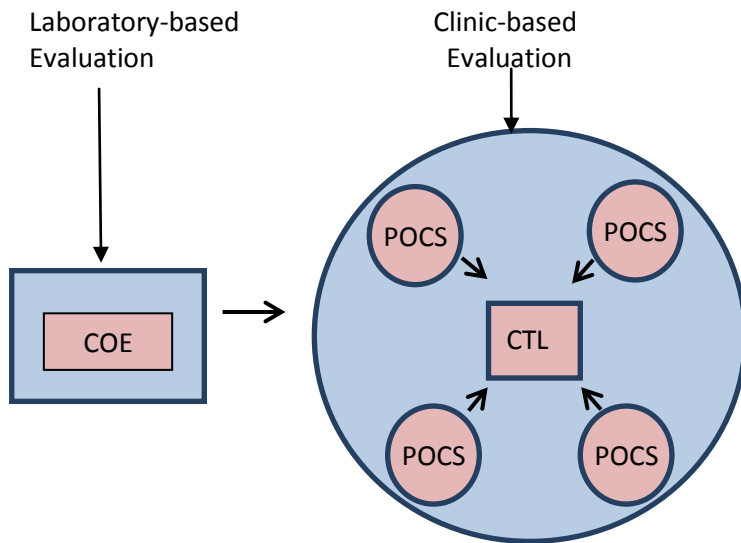 Laboratory-based
Evaluation
Clinic-based
Evaluation
POCS
POCS
COE
CTL
POCS
POCS